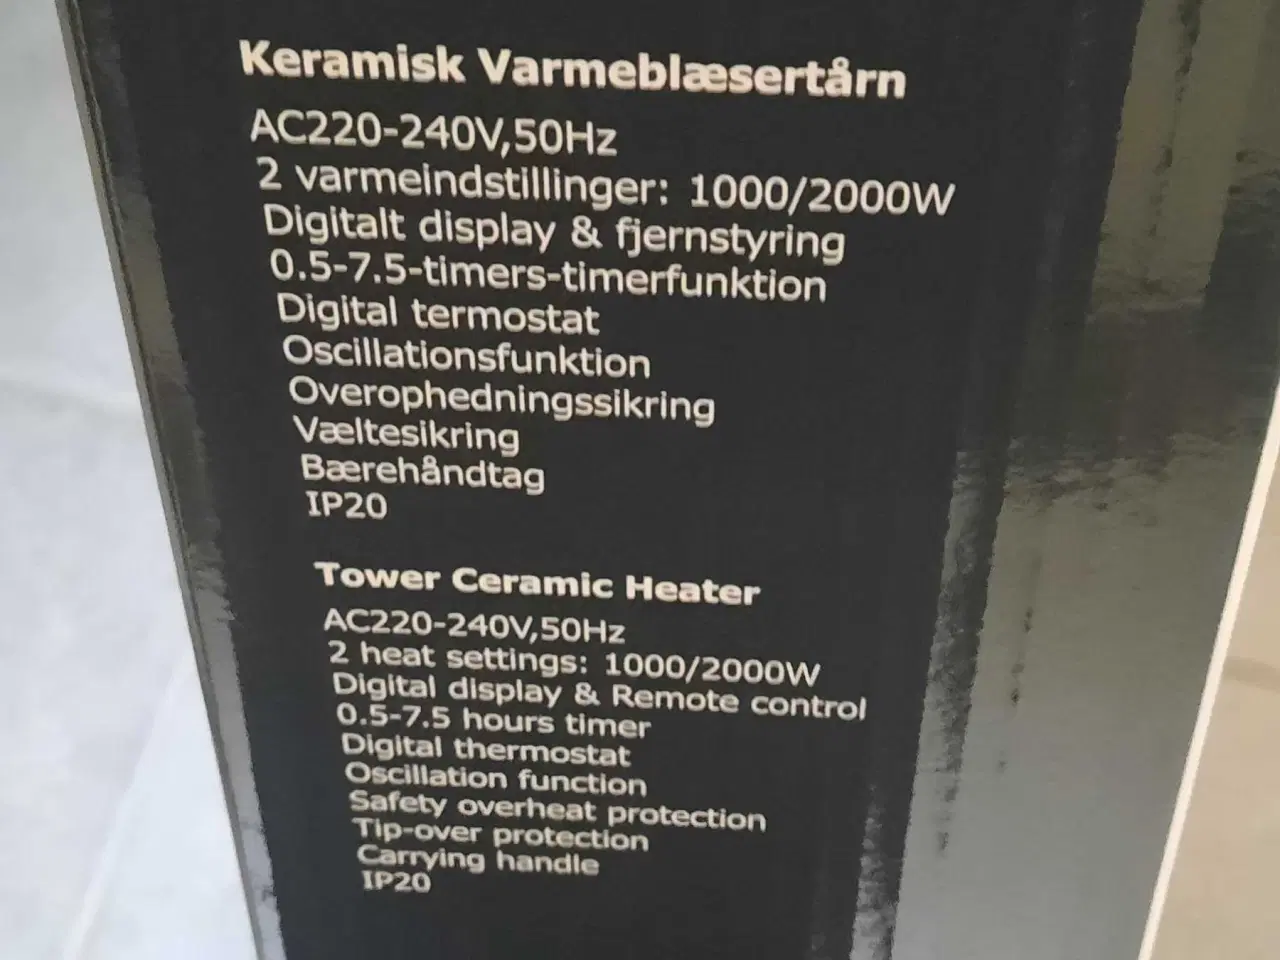 Keramisk Varmeblæsertårn
AC220-240V,50Hz
2 varmeindstillinger: 1000/2000W
Digitalt display & fjernstyring
0.5-7.5-timers-timerfunktion
Digital termostat
Oscillationsfunktion
Overophedningssikring
Væltesikring
Bærehåndtag
IP20
Tower Ceramic Heater
AC220-240V,50Hz
2 heat settings: 1000/2000W
Digital display & Remote control
0.5-7.5 hours timer
Digital thermostat
Oscillation function
Safety overheat protection
Tip-over protection
Carrying handle
IP20